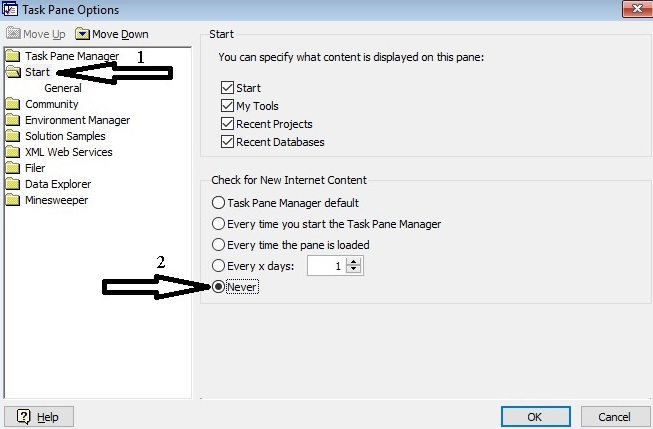 Task Pane Options
Move Up Move Down
Task Pane Manager
1
Start
General
Community
Environment Manager
Solution Samples
XML Web Services
Filer
Data Explorer
Minesweeper
Start
You can specify what content is displayed on this pane:
Start
My Tools
Recent Projects
Recent Databases
Check for New Internet Content
Task Pane Manager default
Every time you start the Task Pane Manager
Every time the pane is loaded
Every x days: 1
2
Never
Help
OK
Cancel